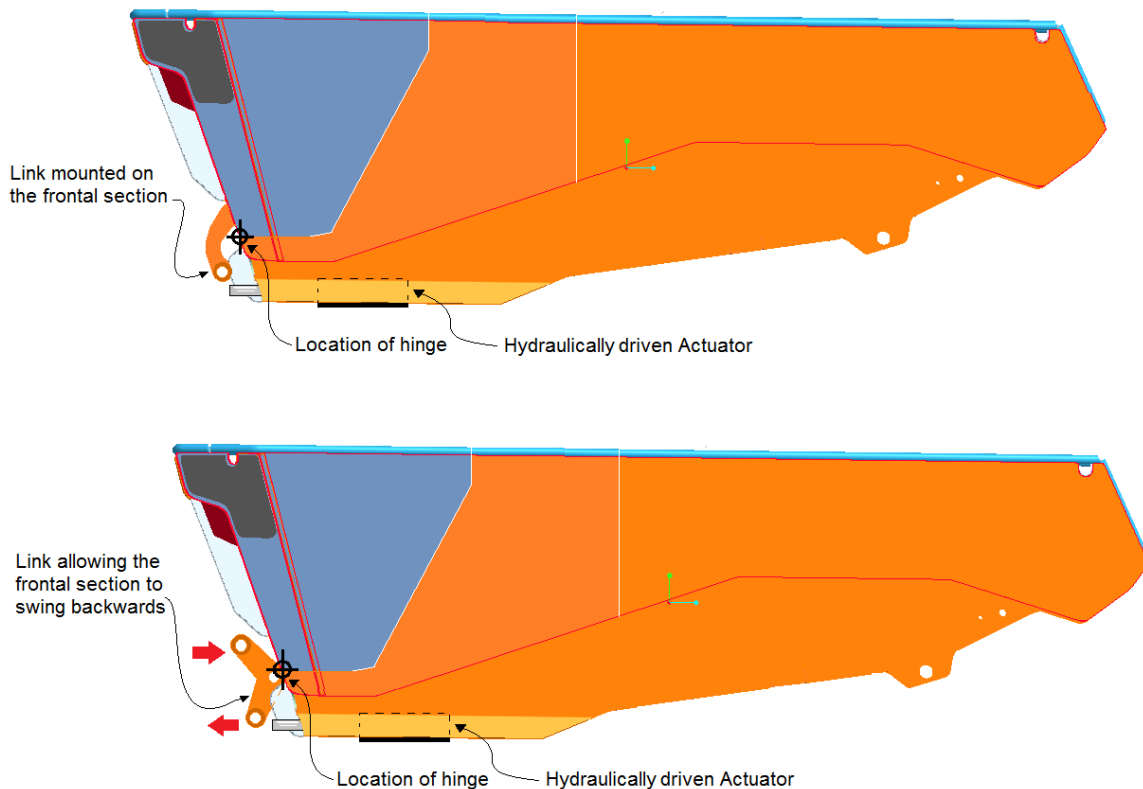 Link mounted on
the frontal section
Location of hinge
Hydraulically driven Actuator
Link allowing the
frontal section to
swing backwards
Location of hinge
Hydraulically driven Actuator